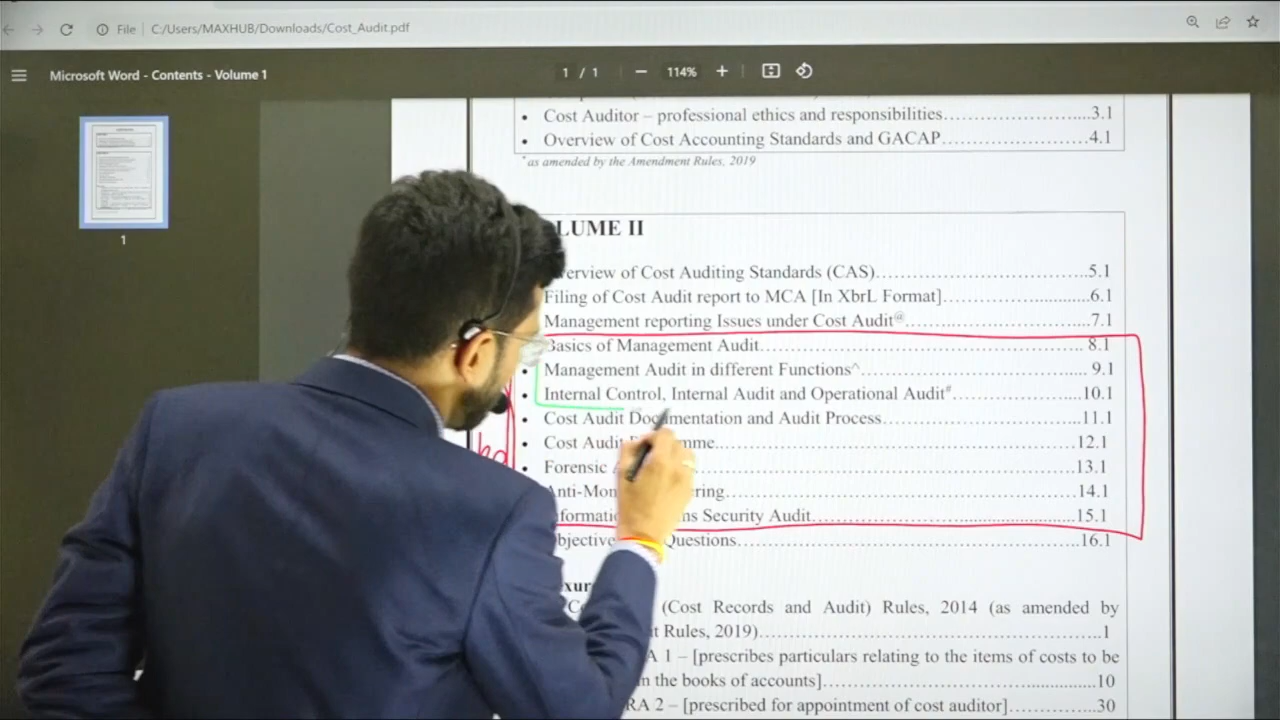 File C:/Users/MAXHUB/Downloads/Cost_Audit.pdf
Microsoft Word - Contents - Volume 1
1 / 1
114%
1
Cost Auditor – professional ethics and responsibilities..............................3.1
• Overview of Cost Accounting Standards and GACAP..............................4.1
*as amended by the Amendment Rules, 2019
LUME II
erview of Cost Auditing Standards (CAS)..............................5.1
Filing of Cost Audit report to MCA [In XbrL Format]..............................6.1
Management reporting Issues under Cost Audit@..............................7.1
Basics of Management Audit..............................8.1
• Management Audit in different Functions^..............................9.1
• Internal Control, Internal Audit and Operational Audit#..............................10.1
• Cost Audit Documentation and Audit Process..............................11.1
• Cost Audit mme..............................12.1
• Forensic ..............................13.1
Anti-Mon ering..............................14.1
nformatio ns Security Audit..............................15.1
bjective Questions..............................16.1
xur
Co (Cost Records and Audit) Rules, 2014 (as amended by
t Rules, 2019)..............................1
A 1 – [prescribes particulars relating to the items of costs to be
n the books of accounts]..............................10
RA 2 – [prescribed for appointment of cost auditor]..............................30